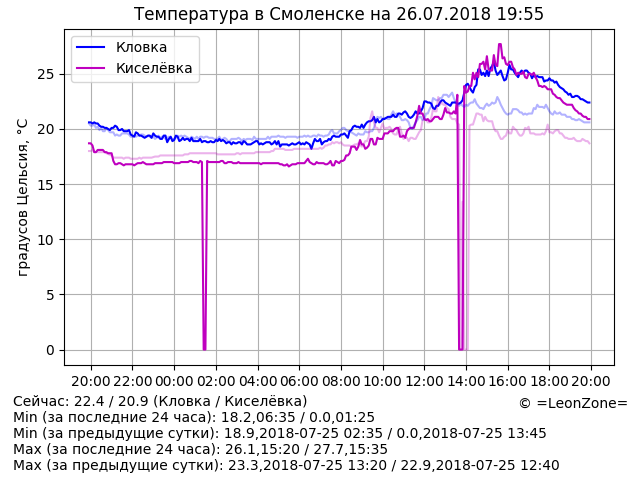 Температура в Смоленске на 26.07.2018 19:55
Кловка
Киселёвка
градусов Цельсия, °C
25
20
15
10
5
0
20:00 22:00 00:00 02:00 04:00 06:00 08:00 10:00 12:00 14:00 16:00 18:00 20:00
Сейчас: 22.4 / 20.9 (Кловка / Киселёвка)
© =LeonZone=
Min (за последние 24 часа): 18.2,06:35 / 0.0,01:25
Min (за предыдущие сутки): 18.9,2018-07-25 02:35 / 0.0,2018-07-25 13:45
Max (за последние 24 часа): 26.1,15:20 / 27.7,15:35
Max (за предыдущие сутки): 23.3,2018-07-25 13:20 / 22.9,2018-07-25 12:40